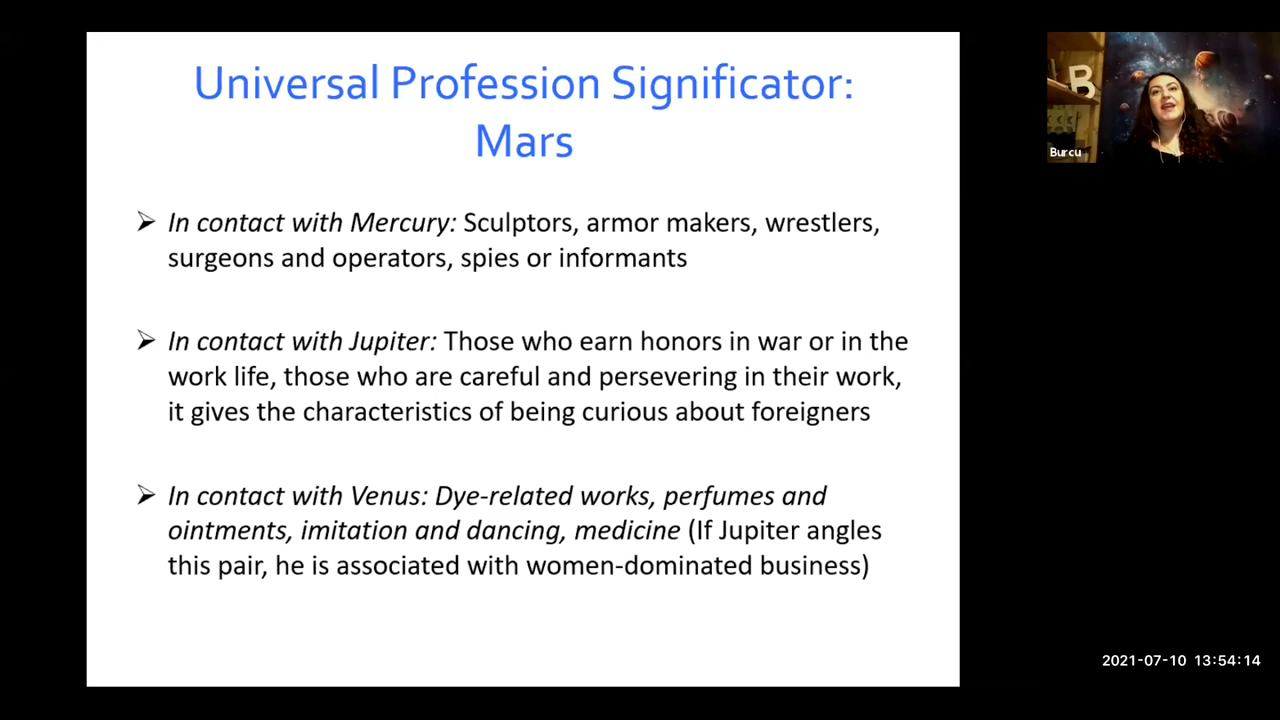 Universal Profession Significator:
Mars
➢ In contact with Mercury: Sculptors, armor makers, wrestlers,
surgeons and operators, spies or informants
➢ In contact with Jupiter: Those who earn honors in war or in the
work life, those who are careful and persevering in their work,
it gives the characteristics of being curious about foreigners
➢ In contact with Venus: Dye-related works, perfumes and
ointments, imitation and dancing, medicine (If Jupiter angles
this pair, he is associated with women-dominated business)
B
Burcu
2021-07-10 13:54:14